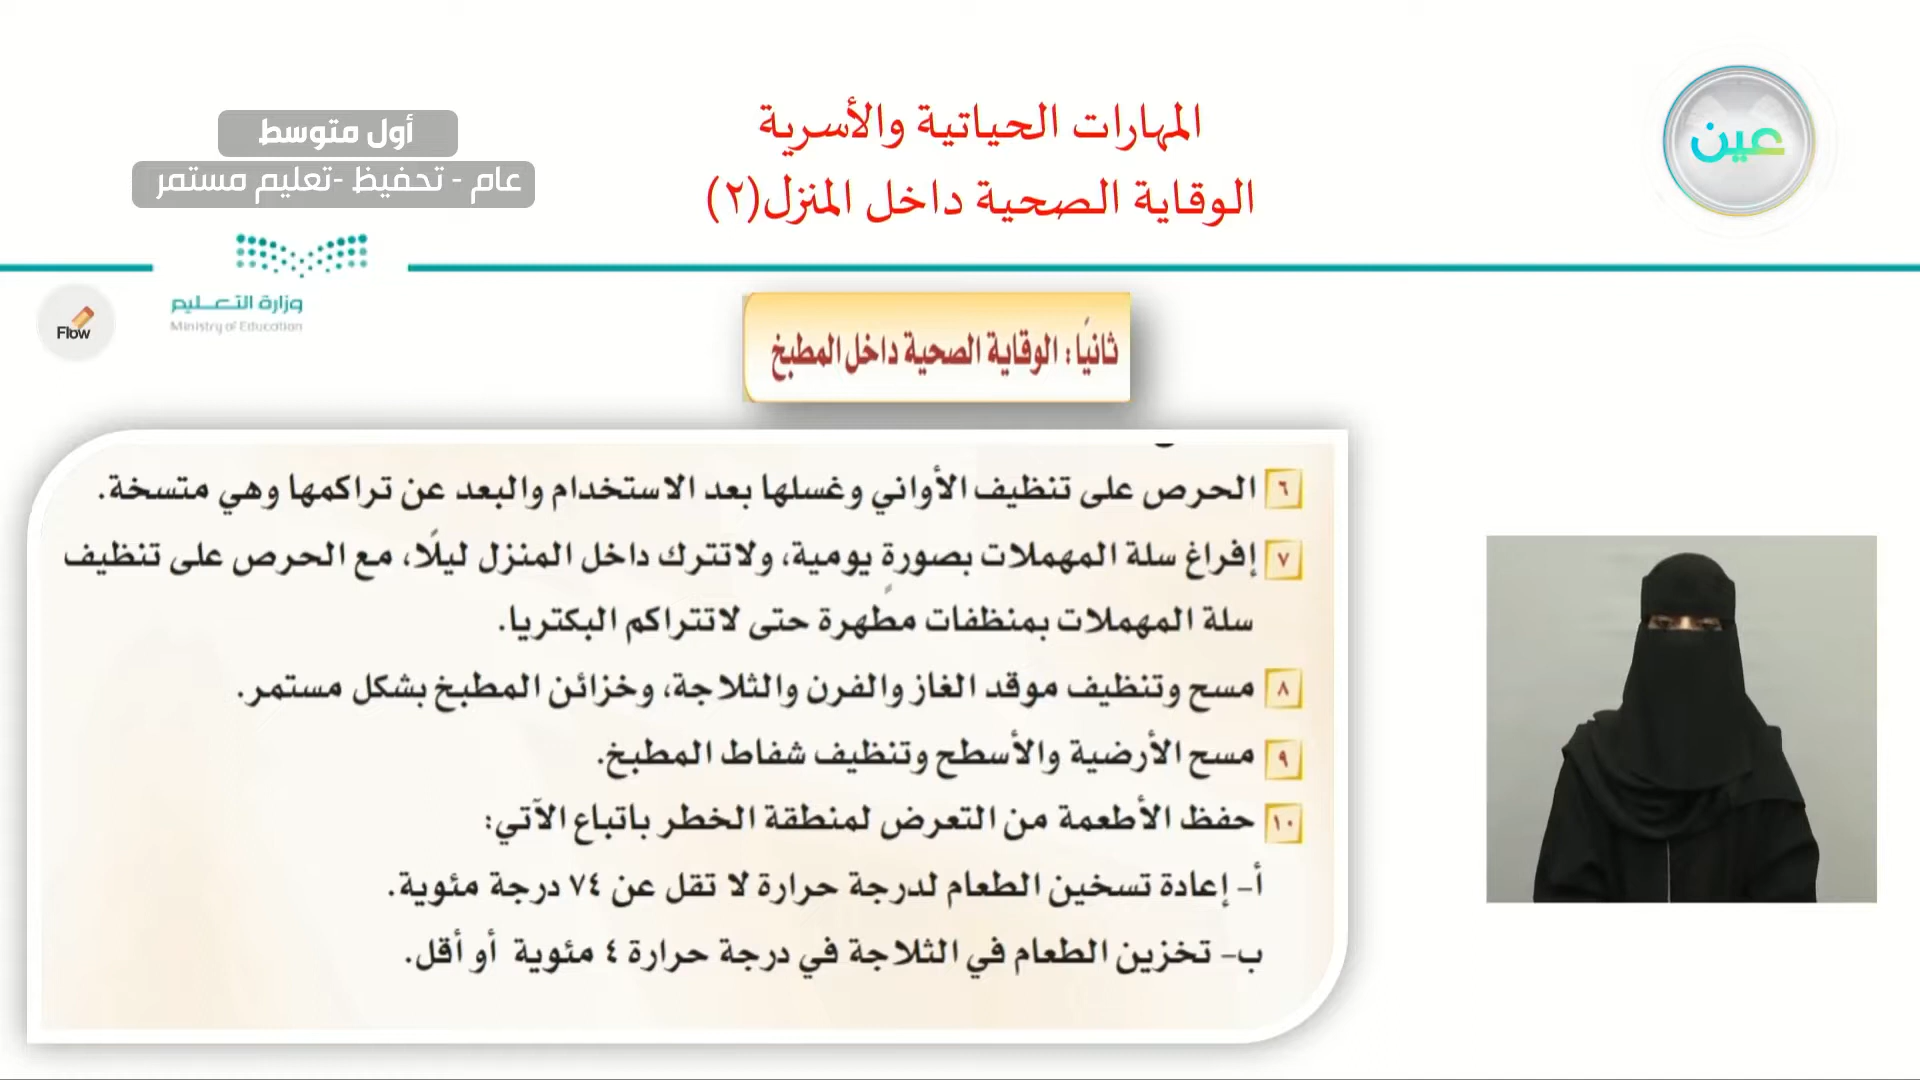 المهارات الحياتية والأسرية
الوقاية الصحية داخل المنزل(٢)
عين
أول متوسط
عام - تحفيظ -تعليم مستمر
وزارة التعليم
Ministry of Education
Flow
ثانيًا: الوقاية الصحية داخل المطبخ
٦ الحرص على تنظيف الأواني وغسلها بعد الاستخدام والبعد عن تراكمها وهي متسخة.
٧ إفراغ سلة المهملات بصورةٍ يومية، ولاتترك داخل المنزل ليلًا، مع الحرص على تنظيف
سلة المهملات بمنظفات مطهرة حتى لاتتراكم البكتريا.
٨ مسح وتنظيف موقد الغاز والفرن والثلاجة، وخزائن المطبخ بشكل مستمر.
٩ مسح الأرضية والأسطح وتنظيف شفاط المطبخ.
١٠ حفظ الأطعمة من التعرض لمنطقة الخطر باتباع الآتي:
أ- إعادة تسخين الطعام لدرجة حرارة لا تقل عن ٧٤ درجة مئوية.
ب- تخزين الطعام في الثلاجة في درجة حرارة ٤ مئوية أو أقل.